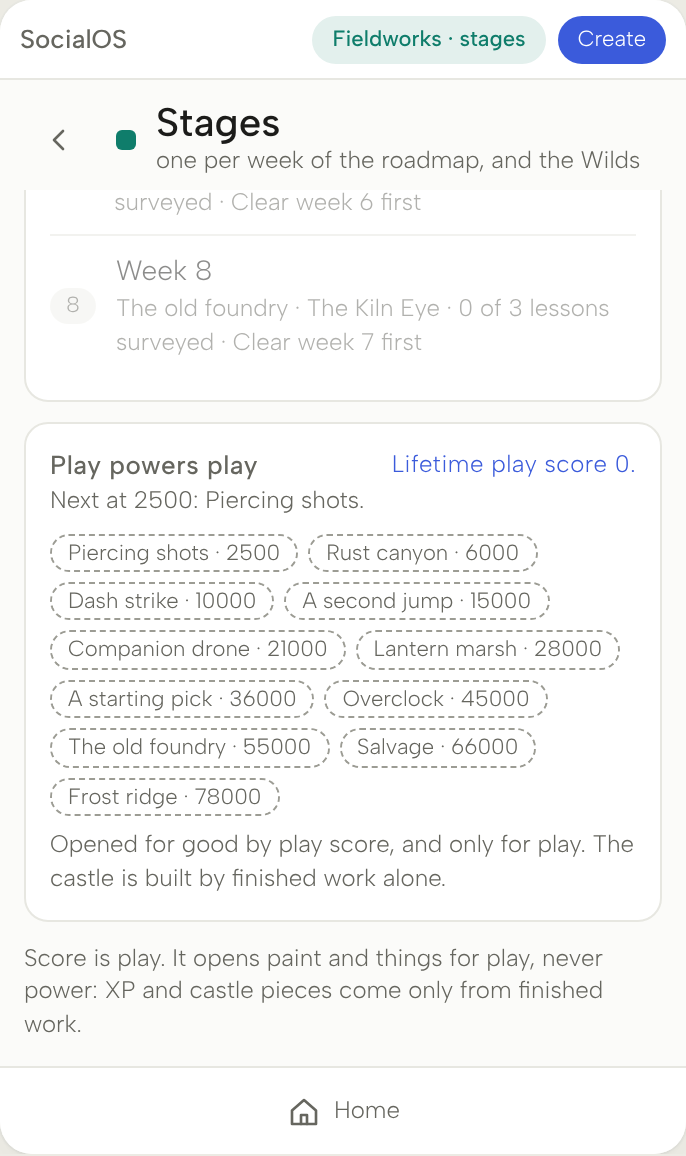 SocialOS
Fieldworks · stages
Create
Stages
one per week of the roadmap, and the Wilds
surveyed · Clear week 6 first
Week 8
8
The old foundry · The Kiln Eye · 0 of 3 lessons
surveyed · Clear week 7 first
Play powers play
Lifetime play score 0.
Next at 2500: Piercing shots.
Piercing shots · 2500
Rust canyon · 6000
Dash strike · 10000
A second jump · 15000
Companion drone · 21000
Lantern marsh · 28000
A starting pick · 36000
Overclock · 45000
The old foundry · 55000
Salvage · 66000
Frost ridge · 78000
Opened for good by play score, and only for play. The
castle is built by finished work alone.
Score is play. It opens paint and things for play, never
power: XP and castle pieces come only from finished
work.
Home